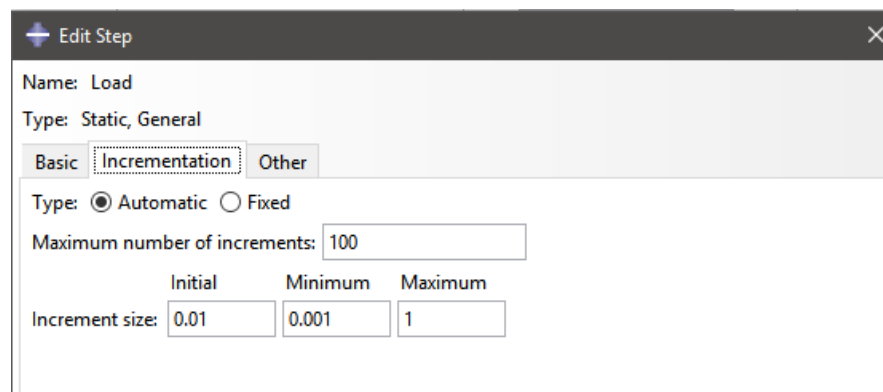 Edit Step
Name: Load
Type: Static, General
Basic Incrementation Other
Type: Automatic Fixed
Maximum number of increments: 100
Initial Minimum Maximum
Increment size: 0.01 0.001 1